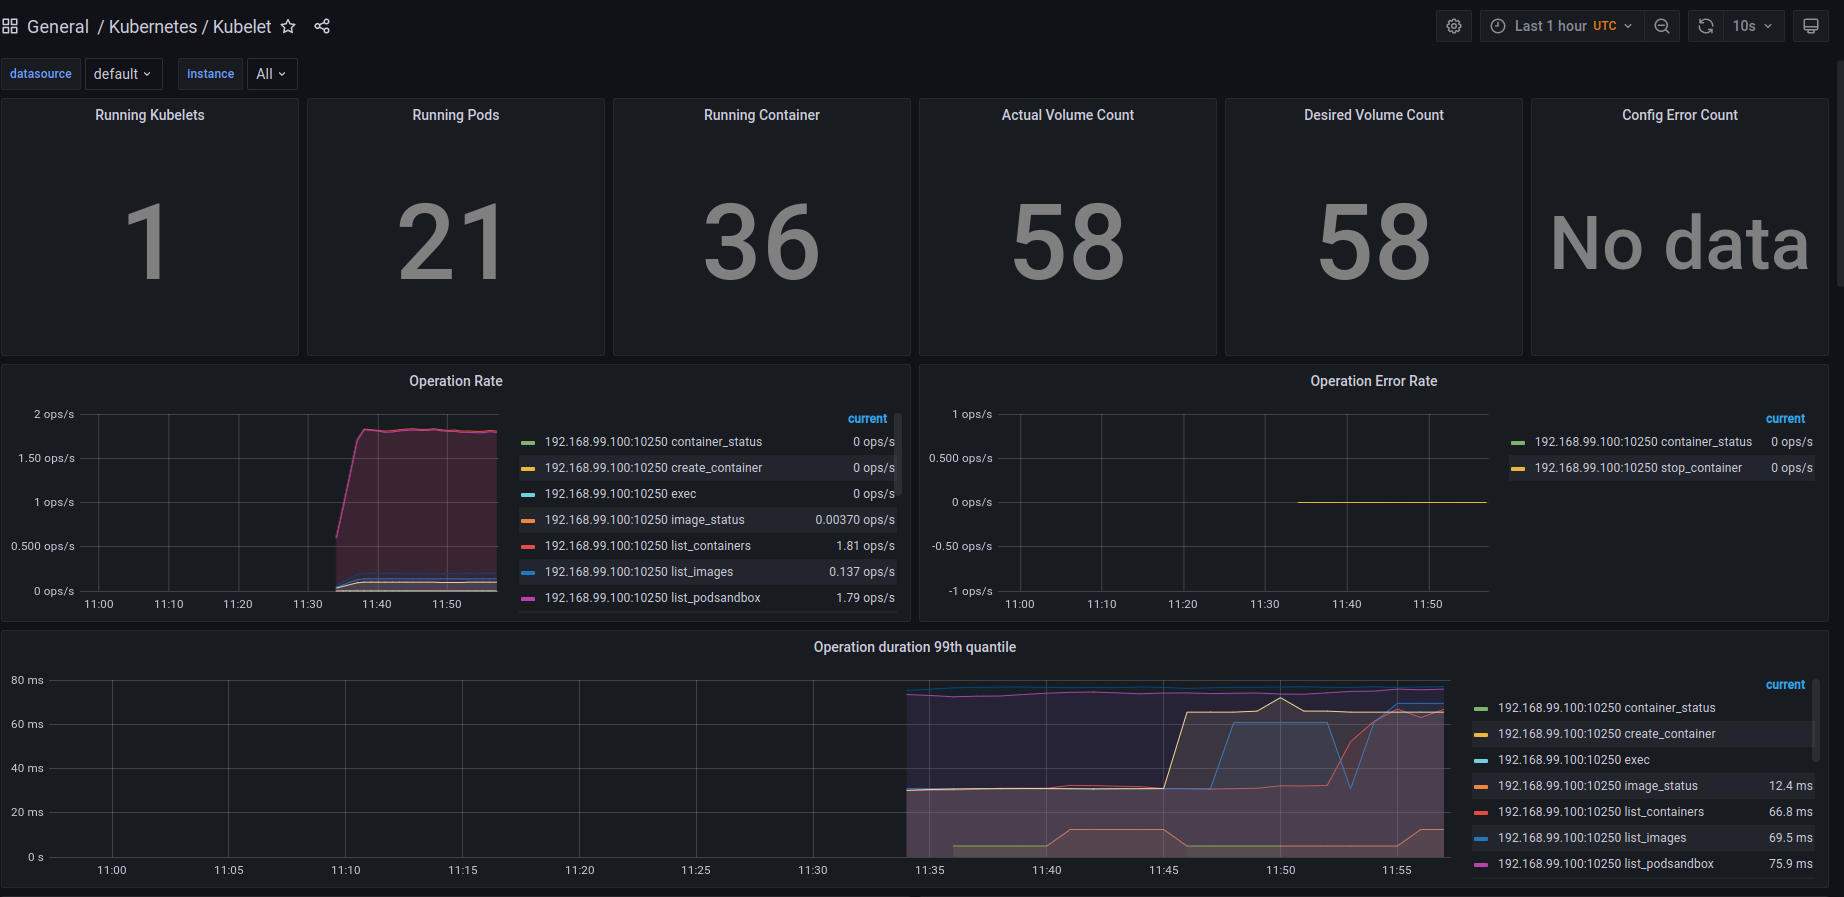 General / Kubernetes / Kubelet
Last 1 hour UTC
10s
datasource
default
instance
All
Running Kubelets
1
Running Pods
21
Running Container
36
Actual Volume Count
58
Desired Volume Count
58
Config Error Count
No data
Operation Rate
2 ops/s
1.50 ops/s
1 ops/s
0.500 ops/s
0 ops/s
11:00 11:10 11:20 11:30 11:40 11:50
current
192.168.99.100:10250 container_status 0 ops/s
192.168.99.100:10250 create_container 0 ops/s
192.168.99.100:10250 exec 0 ops/s
192.168.99.100:10250 image_status 0.00370 ops/s
192.168.99.100:10250 list_containers 1.81 ops/s
192.168.99.100:10250 list_images 0.137 ops/s
192.168.99.100:10250 list_podsandbox 1.79 ops/s
Operation Error Rate
1 ops/s
0.500 ops/s
0 ops/s
-0.50 ops/s
-1 ops/s
11:00 11:10 11:20 11:30 11:40 11:50
current
192.168.99.100:10250 container_status 0 ops/s
192.168.99.100:10250 stop_container 0 ops/s
Operation duration 99th quantile
80 ms
60 ms
40 ms
20 ms
0 s
11:00 11:05 11:10 11:15 11:20 11:25 11:30 11:35 11:40 11:45 11:50 11:55
current
192.168.99.100:10250 container_status
192.168.99.100:10250 create_container
192.168.99.100:10250 exec
192.168.99.100:10250 image_status 12.4 ms
192.168.99.100:10250 list_containers 66.8 ms
192.168.99.100:10250 list_images 69.5 ms
192.168.99.100:10250 list_podsandbox 75.9 ms